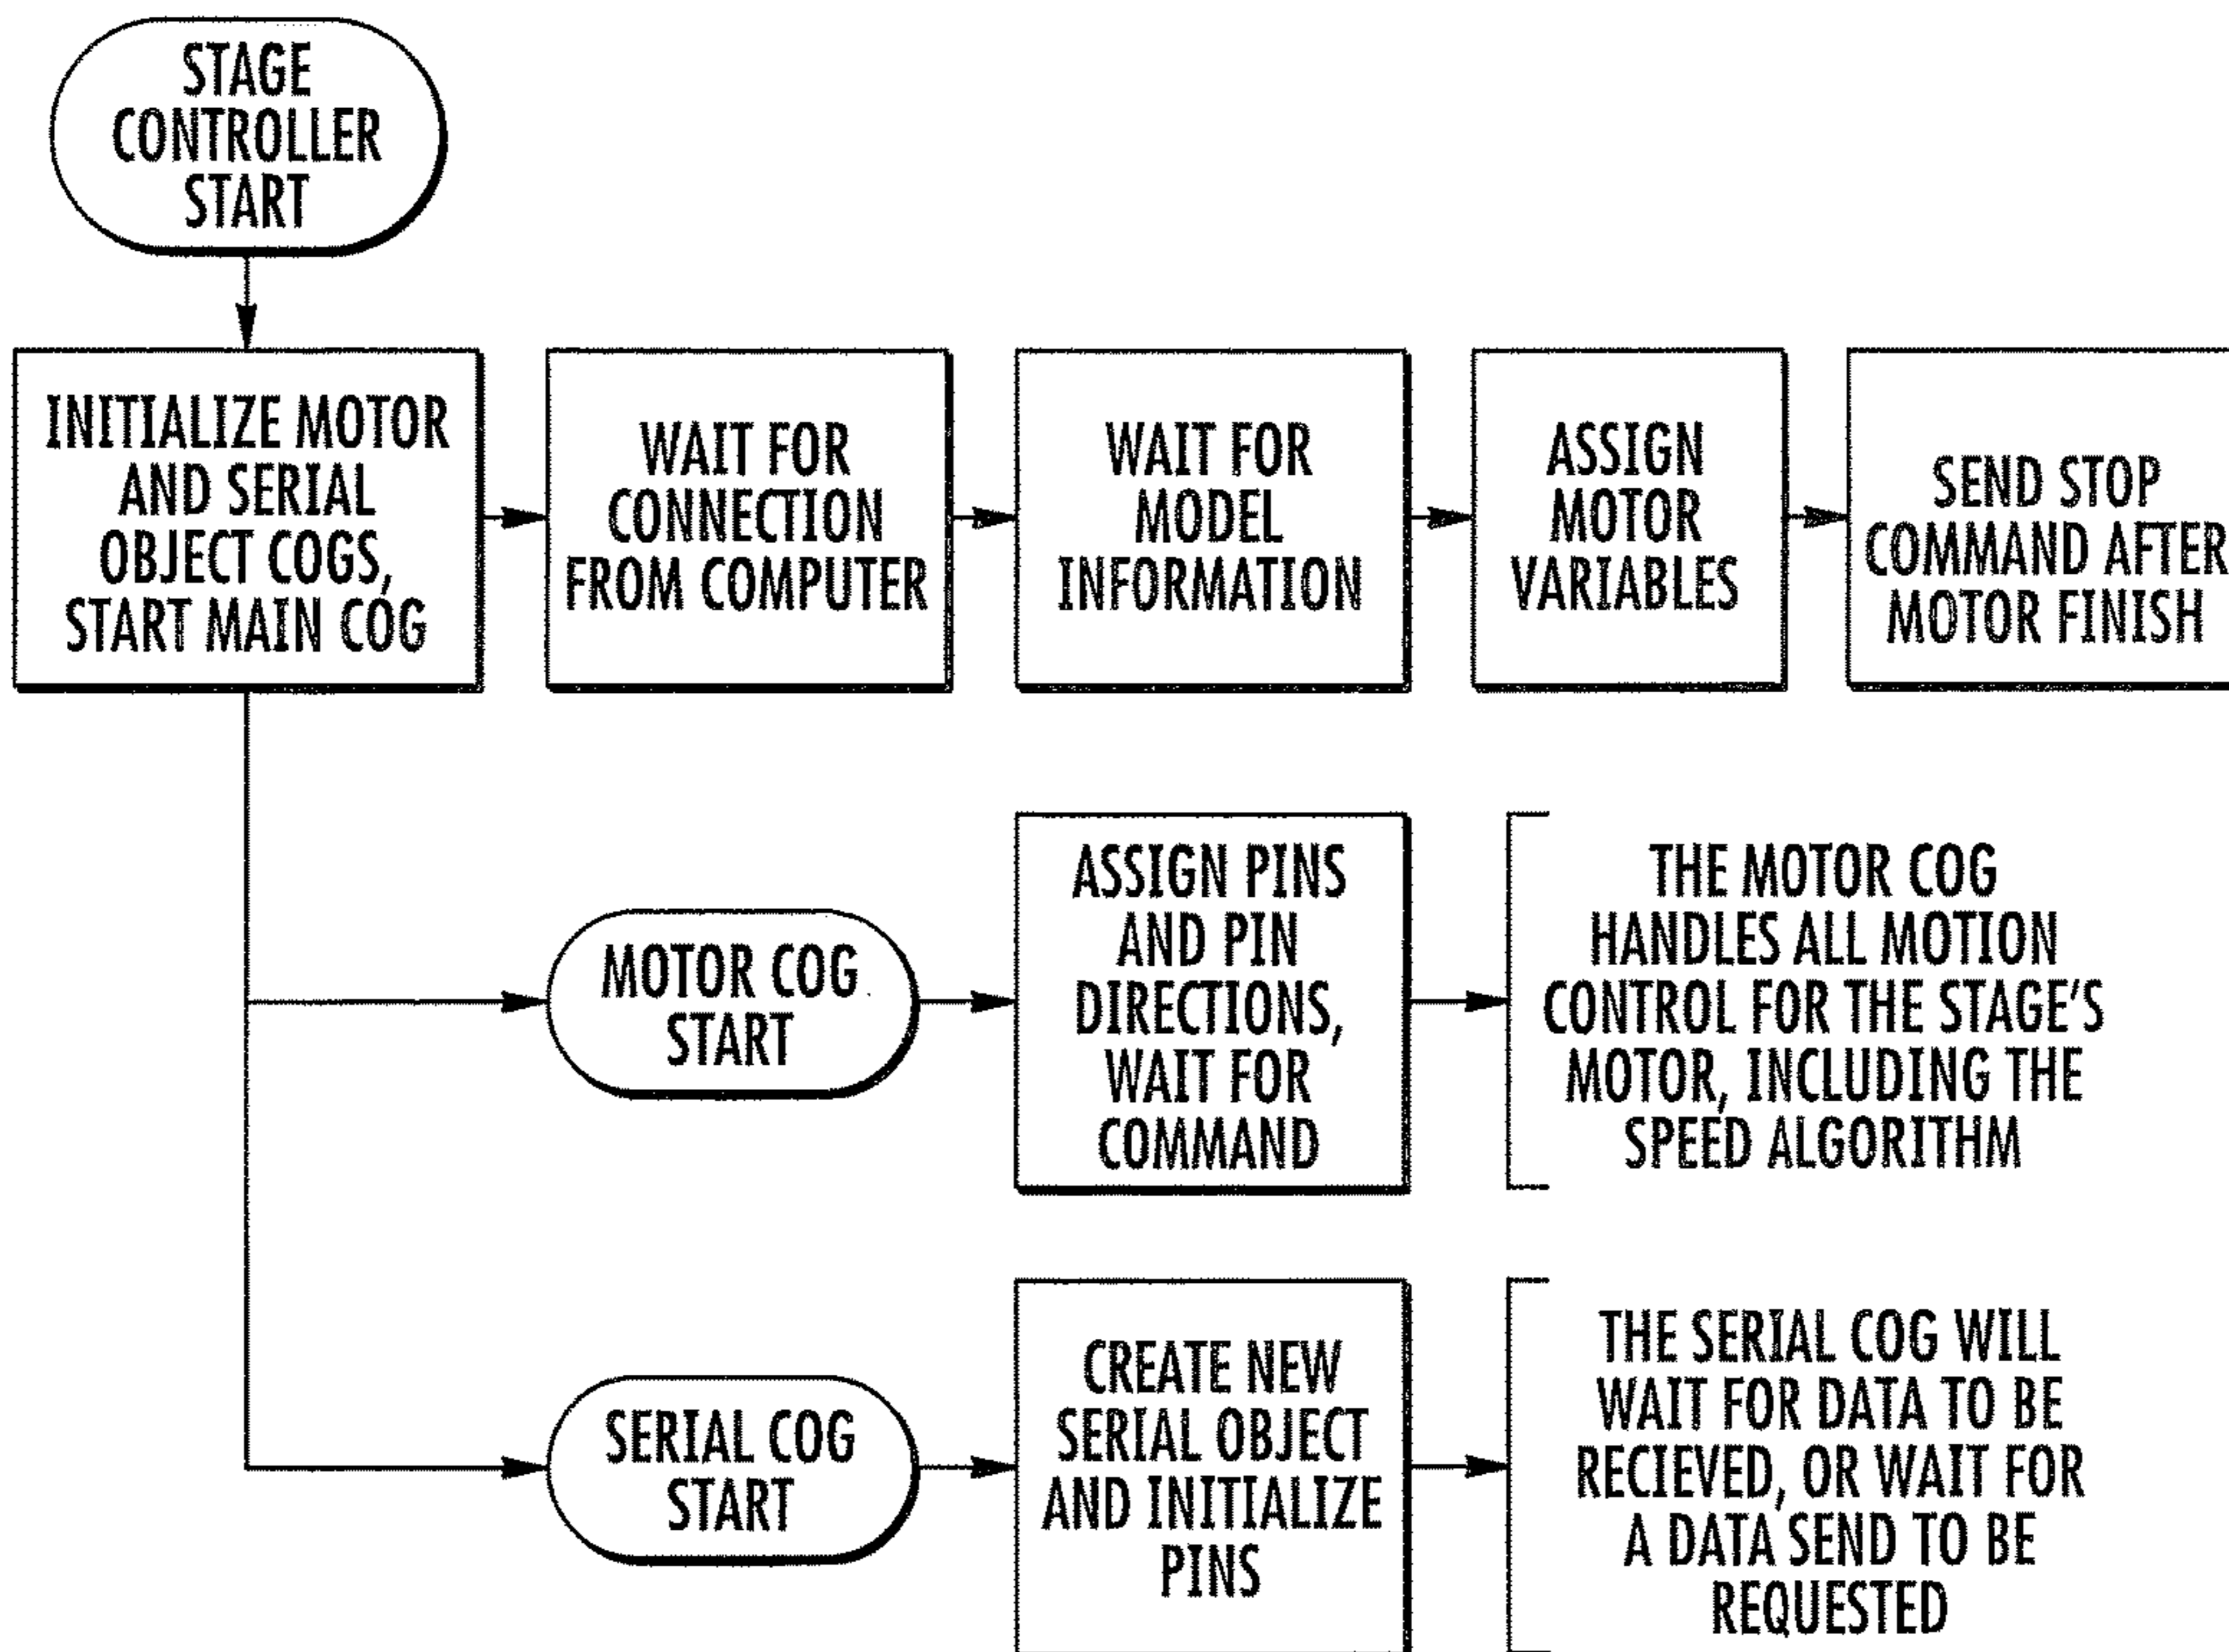 STAGE
CONTROLLER
START
INITIALIZE MOTOR
AND SERIAL
OBJECT COGS,
START MAIN COG
WAIT FOR
CONNECTION
FROM COMPUTER
WAIT FOR
MODEL
INFORMATION
ASSIGN
MOTOR
VARIABLES
SEND STOP
COMMAND AFTER
MOTOR FINISH
MOTOR COG
START
ASSIGN PINS
AND PIN
DIRECTIONS,
WAIT FOR
COMMAND
THE MOTOR COG
HANDLES ALL MOTION
CONTROL FOR THE STAGE'S
MOTOR, INCLUDING THE
SPEED ALGORITHM
SERIAL COG
START
CREATE NEW
SERIAL OBJECT
AND INITIALIZE
PINS
THE SERIAL COG WILL
WAIT FOR DATA TO BE
RECIEVED, OR WAIT FOR
A DATA SEND TO BE
REQUESTED